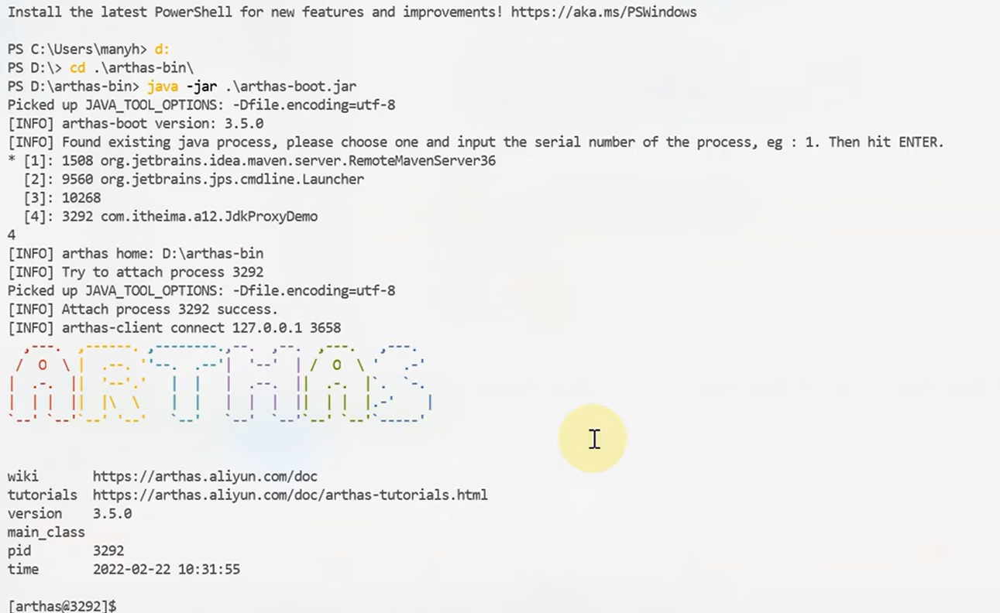 Install the latest PowerShell for new features and improvements! https://aka.ms/PSWindows
PS C:\Users\manyh> d:
PS D:\> cd .\arthas-bin\
PS D:\arthas-bin> java -jar .\arthas-boot.jar
Picked up JAVA_TOOL_OPTIONS: -Dfile.encoding=utf-8
[INFO] arthas-boot version: 3.5.0
[INFO] Found existing java process, please choose one and input the serial number of the process, eg : 1. Then hit ENTER.
* [1]: 1508 org.jetbrains.idea.maven.server.RemoteMavenServer36
[2]: 9560 org.jetbrains.jps.cmdline.Launcher
[3]: 10268
[4]: 3292 com.itheima.a12.JdkProxyDemo
4
[INFO] arthas home: D:\arthas-bin
[INFO] Try to attach process 3292
Picked up JAVA_TOOL_OPTIONS: -Dfile.encoding=utf-8
[INFO] Attach process 3292 success.
[INFO] arthas-client connect 127.0.0.1 3658
ARTHAS
wiki https://arthas.aliyun.com/doc
tutorials https://arthas.aliyun.com/doc/arthas-tutorials.html
version 3.5.0
main_class
pid 3292
time 2022-02-22 10:31:55
[arthas@3292]$